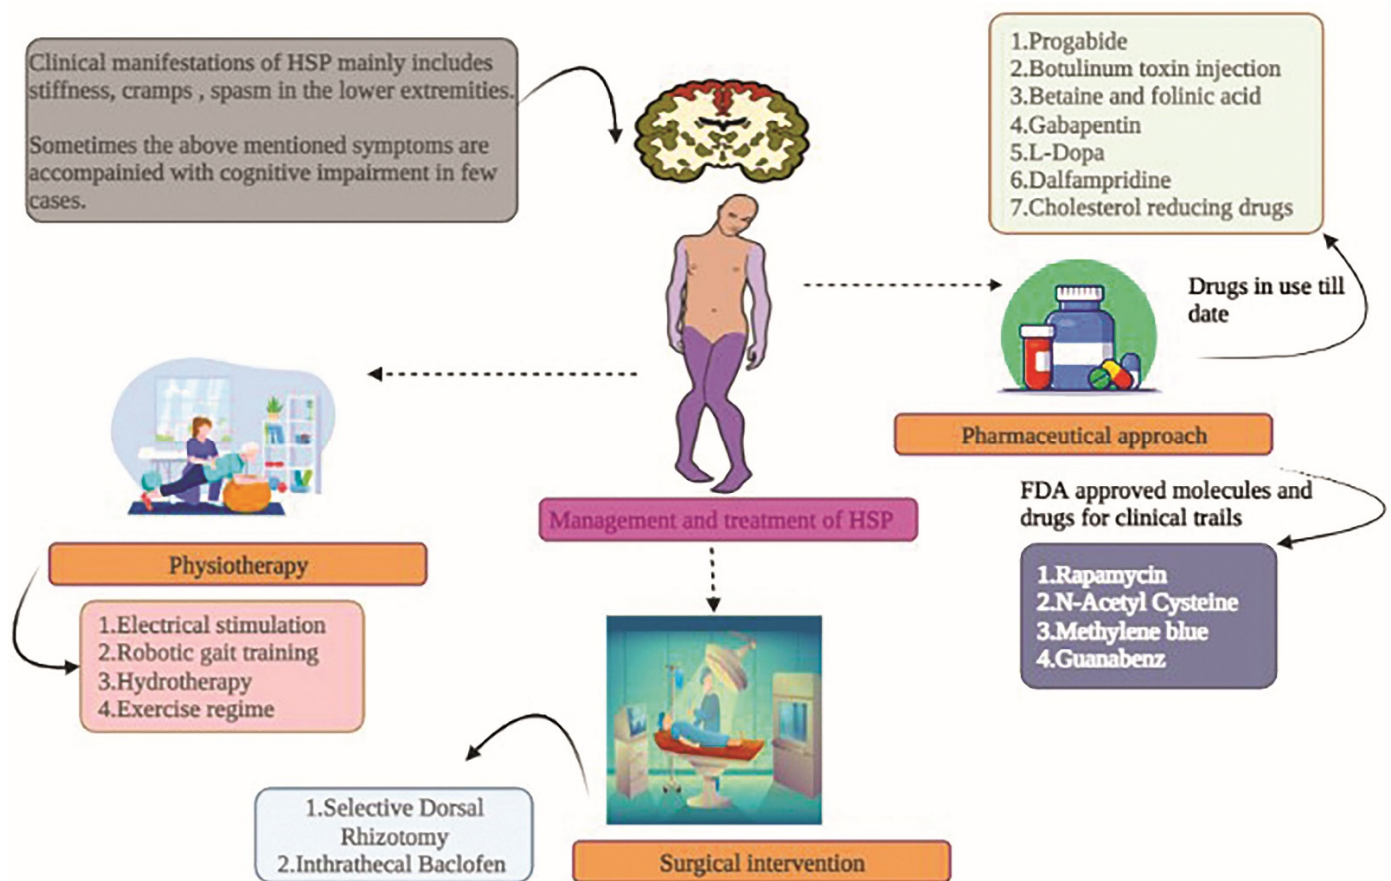 Clinical manifestations of HSP mainly includes
stiffness, cramps , spasm in the lower extremities.
Sometimes the above mentioned symptoms are
accompainied with cognitive impairment in few
cases.
1.Progabide
2.Botulinum toxin injection
3.Betaine and folinic acid
4.Gabapentin
5.L-Dopa
6.Dalfampridine
7.Cholesterol reducing drugs
Drugs in use till
date
Pharmaceutical approach
FDA approved molecules and
drugs for clinical trails
1.Rapamycin
2.N-Acetyl Cysteine
3.Methylene blue
4.Guanabenz
Management and treatment of HSP
Physiotherapy
1.Electrical stimulation
2.Robotic gait training
3.Hydrotherapy
4.Exercise regime
1.Selective Dorsal
Rhizotomy
2.Inthrathecal Baclofen
Surgical intervention